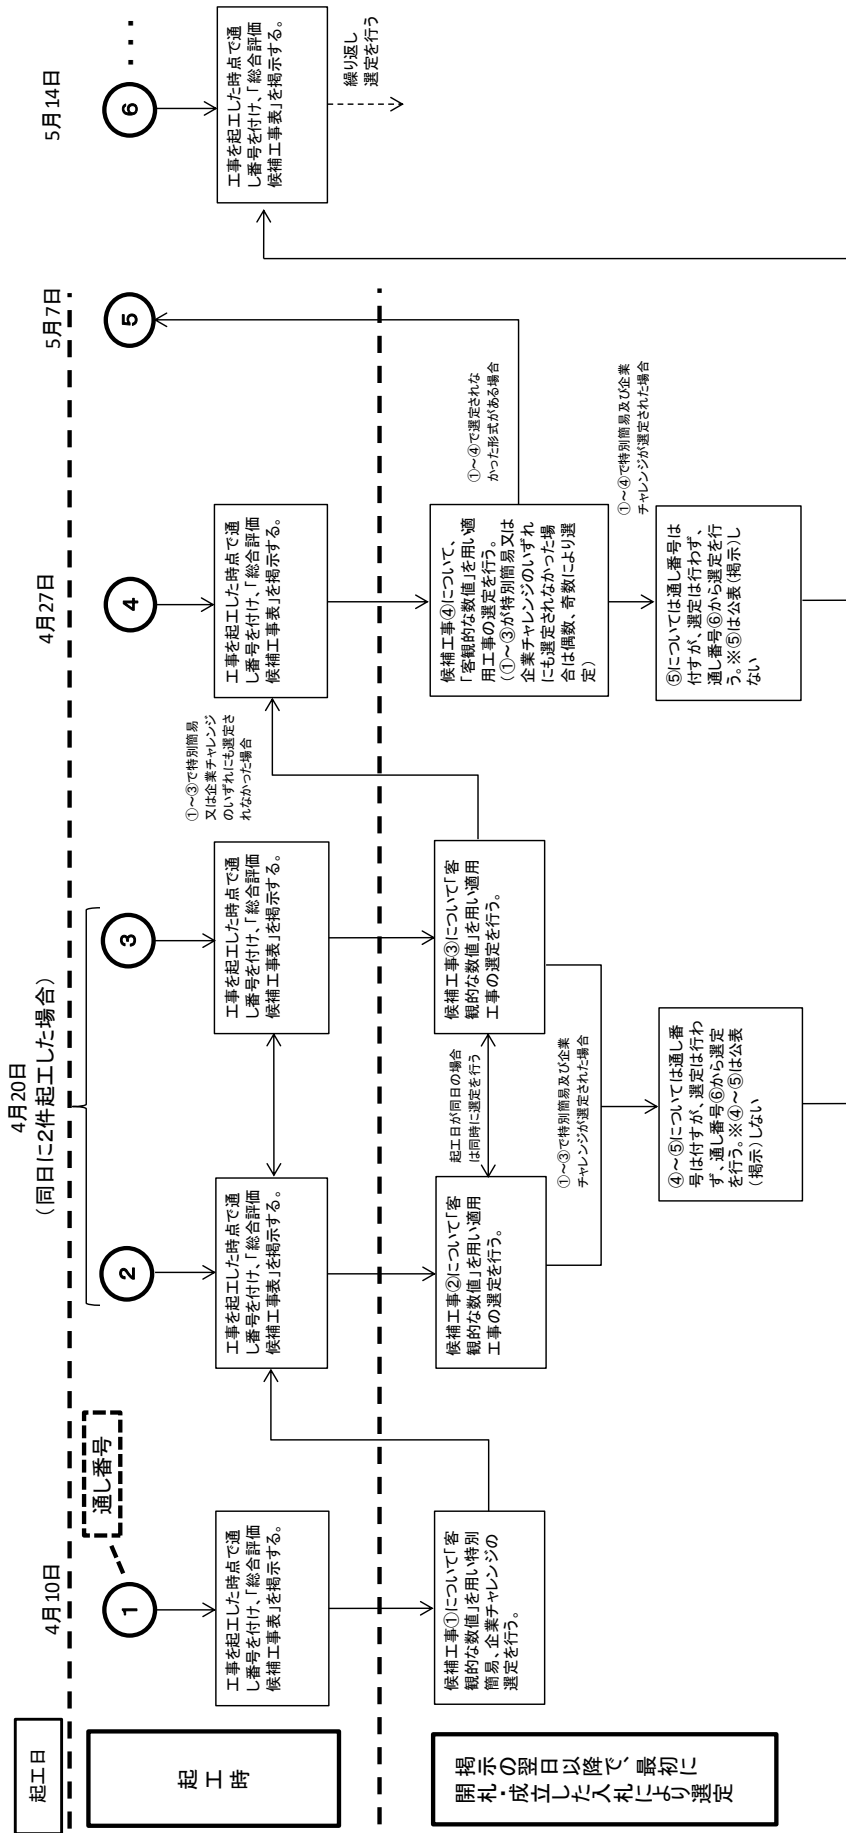 起工日
4月10日
4月20日
(同日に2件起工した場合)
4月27日
5月7日
5月14日
起工時
通し番号
1
2
3
4
5
6
・・・
工事を起工した時点で通
し番号を付け、「総合評価
候補工事表」を掲示する。
工事を起工した時点で通
し番号を付け、「総合評価
候補工事表」を掲示する。
工事を起工した時点で通
し番号を付け、「総合評価
候補工事表」を掲示する。
①~③で特別簡易
又は企業チャレンジ
のいずれにも選定さ
れなかった場合
工事を起工した時点で通
し番号を付け、「総合評価
候補工事表」を掲示する。
工事を起工した時点で通
し番号を付け、「総合評価
候補工事表」を掲示する。
繰り返し
選定を行う
掲示の翌日以降で、最初に
開札・成立した入札により選定
候補工事①について「客
観的な数値」を用い特別
簡易、企業チャレンジの
選定を行う。
候補工事②について「客
観的な数値」を用い適用
工事の選定を行う。
起工日が同日の場合
は同時に選定を行う
候補工事③について「客
観的な数値」を用い適用
工事の選定を行う。
①~③で特別簡易及び企業
チャレンジが選定された場合
④~⑤については通し番
号は付すが、選定は行わ
ず、通し番号⑥から選定
を行う。※④~⑤は公表
(掲示)しない
候補工事④について、
「客観的な数値」を用い適
用工事の選定を行う。
(①~③が特別簡易又は
企業チャレンジのいずれ
にも選定されなかった場
合は偶数、奇数により選
定)
①~④で選定されな
かった形式がある場合
①~④で特別簡易及び企業
チャレンジが選定された場合
⑤については通し番号は
付すが、選定は行わず、
通し番号⑥から選定を行
う。※⑤は公表(掲示)し
ない